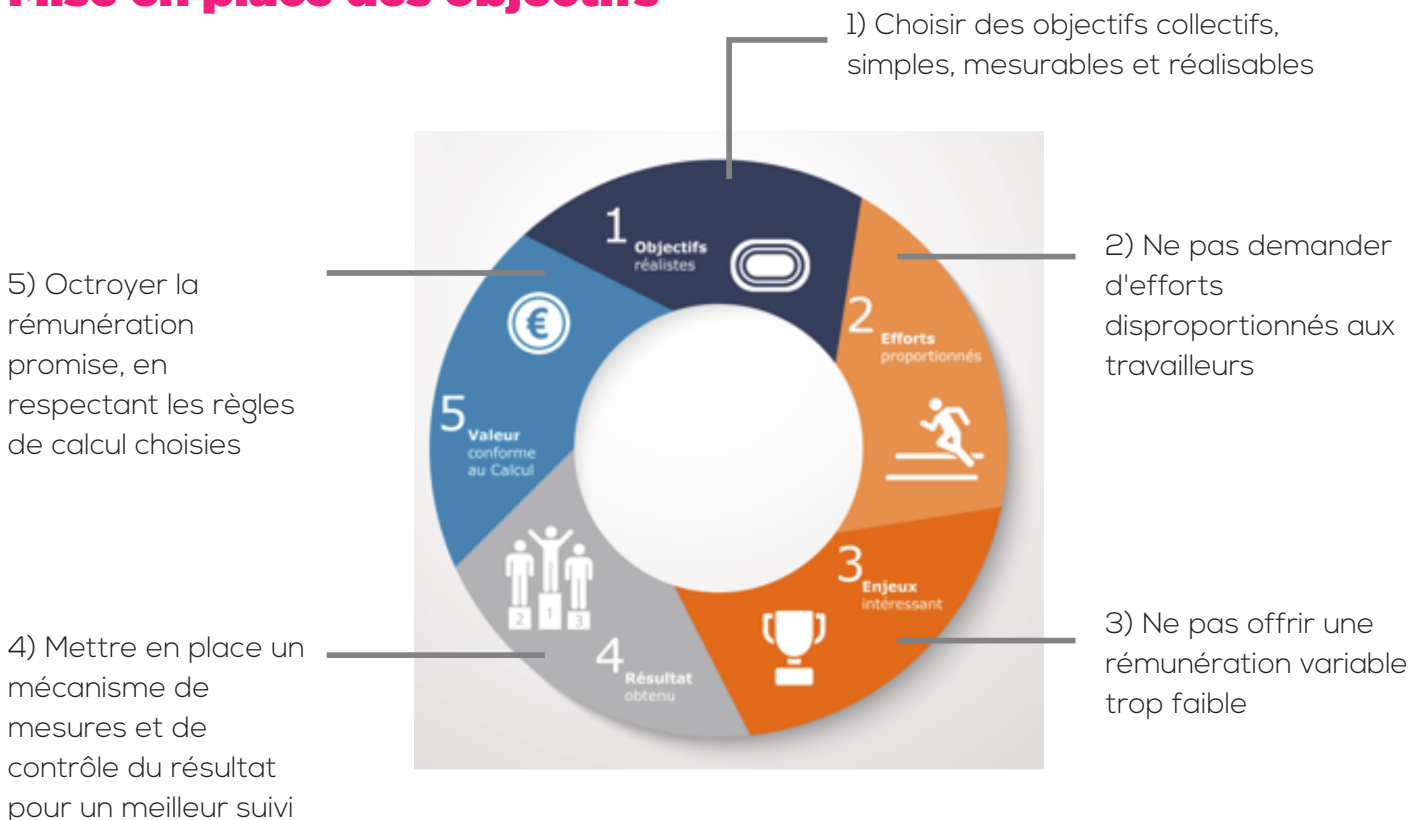 Mise en place des objectifs
1) Choisir des objectifs collectifs,
simples, mesurables et réalisables
1
Objectifs
réalistes
2) Ne pas demander
d'efforts
disproportionnés aux
travailleurs
2
Efforts
proportionnés
5) Octroyer la
rémunération
promise, en
respectant les règles
de calcul choisies
€
5
Valeur
conforme
au Calcul
3
Enjeux
intéressant
3) Ne pas offrir une
rémunération variable
trop faible
2 1 3
4
Résultat
obtenu
4) Mettre en place un
mécanisme de
mesures et de
contrôle du résultat
pour un meilleur suivi